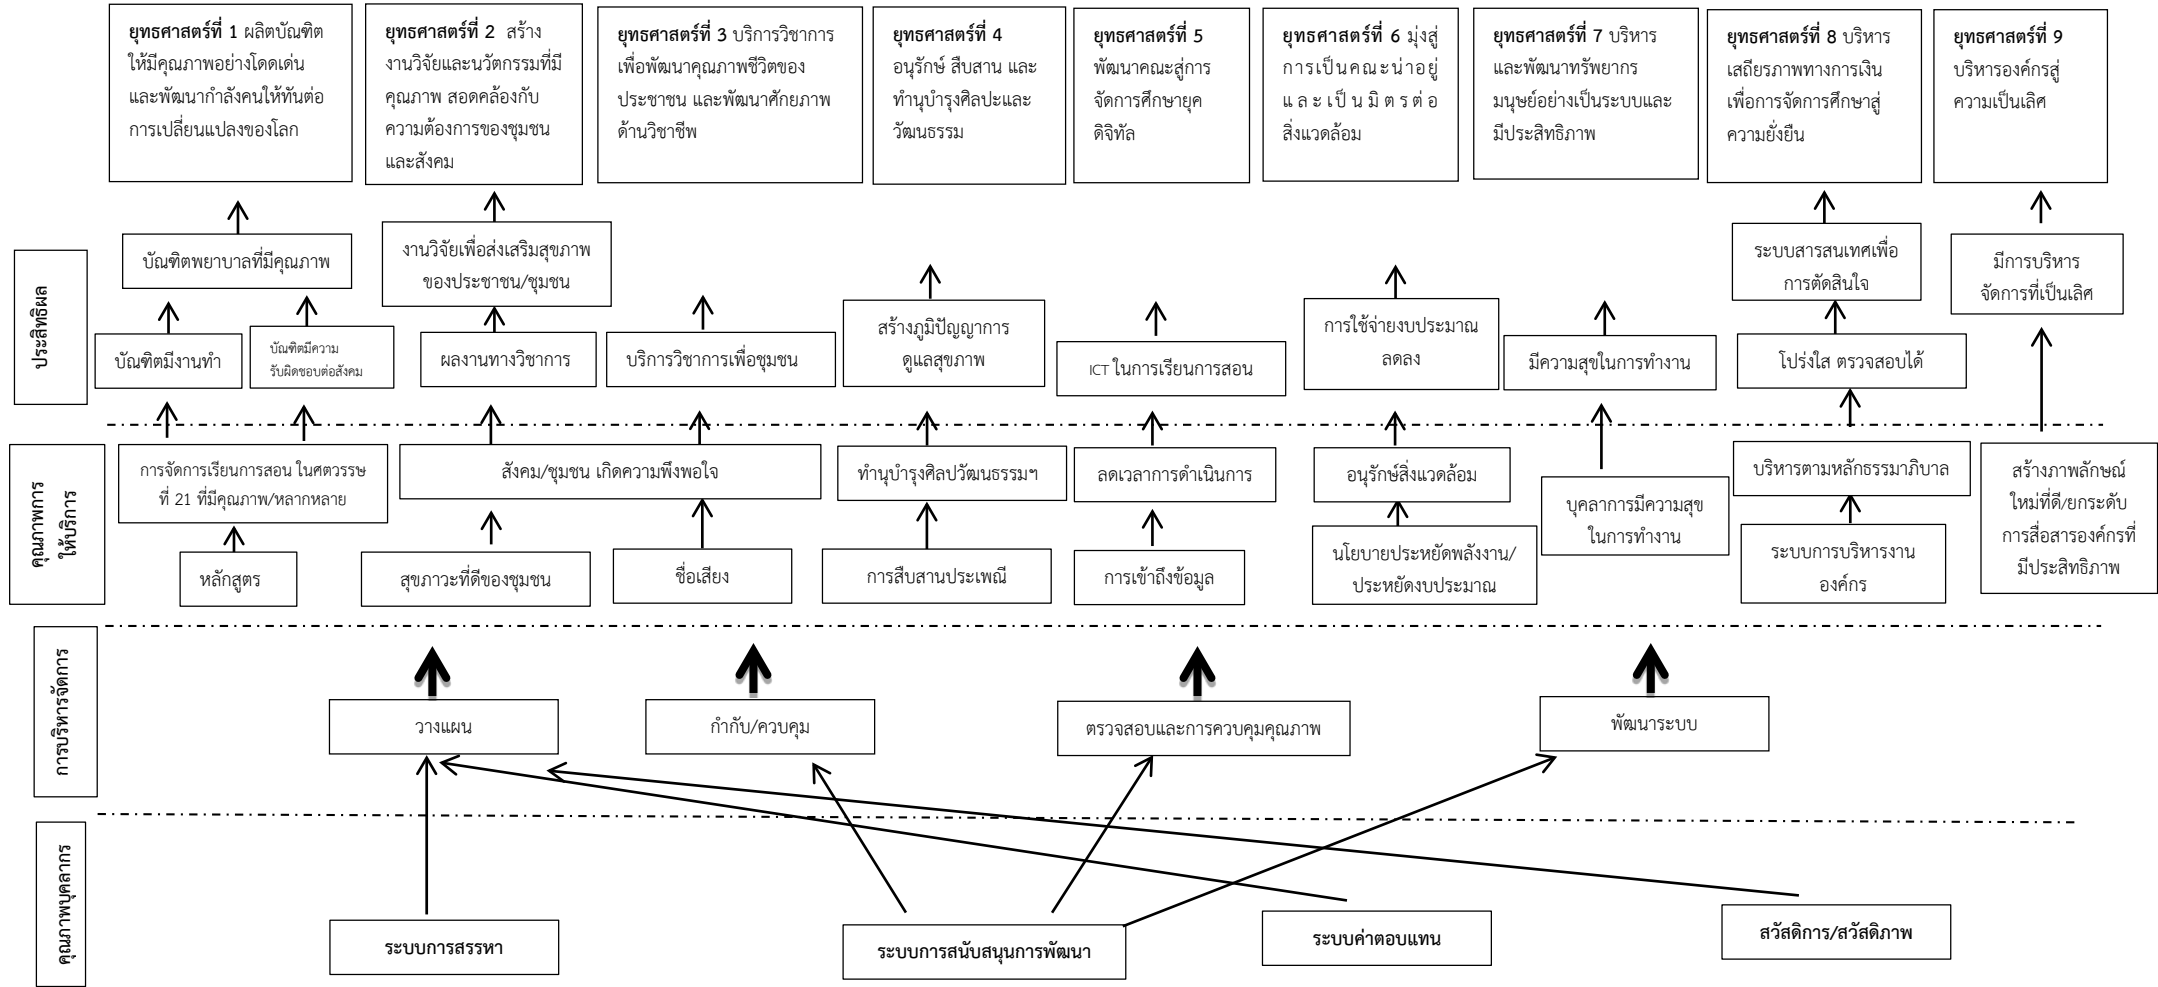 ยุทธศาสตร์ที่ 1 ผลิตบัณฑิต
ให้มีคุณภาพอย่างโดดเด่น
และพัฒนากำลังคนให้ทันต่อ
การเปลี่ยนแปลงของโลก
ยุทธศาสตร์ที่ 2 สร้าง
งานวิจัยและนวัตกรรมที่มี
คุณภาพ สอดคล้องกับ
ความต้องการของชุมชน
และสังคม
ยุทธศาสตร์ที่ 3 บริการวิชาการ
เพื่อพัฒนาคุณภาพชีวิตของ
ประชาชน และพัฒนาศักยภาพ
ด้านวิชาชีพ
ยุทธศาสตร์ที่ 4
อนุรักษ์ สืบสาน และ
ทำนุบำรุงศิลปะและ
วัฒนธรรม
ยุทธศาสตร์ที่ 5
พัฒนาคณะสู่การ
จัดการศึกษายุค
ดิจิทัล
ยุทธศาสตร์ที่ 6 มุ่งสู่
การเป็นคณะน่าอยู่
และเป็นมิตรต่อ
สิ่งแวดล้อม
ยุทธศาสตร์ที่ 7 บริหาร
และพัฒนาทรัพยากร
มนุษย์อย่างเป็นระบบและ
มีประสิทธิภาพ
ยุทธศาสตร์ที่ 8 บริหาร
เสถียรภาพทางการเงิน
เพื่อการจัดการศึกษาสู่
ความยั่งยืน
ยุทธศาสตร์ที่ 9
บริหารองค์กรสู่
ความเป็นเลิศ
ประสิทธิผล
บัณฑิตพยาบาลที่มีคุณภาพ
งานวิจัยเพื่อส่งเสริมสุขภาพ
ของประชาชน/ชุมชน
ระบบสารสนเทศเพื่อ
การตัดสินใจ
มีการบริหาร
จัดการที่เป็นเลิศ
บัณฑิตมีงานทำ
บัณฑิตมีความ
รับผิดชอบต่อสังคม
ผลงานทางวิชาการ
บริการวิชาการเพื่อชุมชน
สร้างภูมิปัญญาการ
ดูแลสุขภาพ
ICT ในการเรียนการสอน
การใช้จ่ายงบประมาณ
ลดลง
มีความสุขในการทำงาน
โปร่งใส ตรวจสอบได้
คุณภาพการ
ให้บริการ
การจัดการเรียนการสอน ในศตวรรษ
ที่ 21 ที่มีคุณภาพ/หลากหลาย
สังคม/ชุมชน เกิดความพึงพอใจ
ทำนุบำรุงศิลปวัฒนธรรมฯ
ลดเวลาการดำเนินการ
อนุรักษ์สิ่งแวดล้อม
บุคลาการมีความสุข
ในการทำงาน
บริหารตามหลักธรรมาภิบาล
สร้างภาพลักษณ์
ใหม่ที่ดี/ยกระดับ
การสื่อสารองค์กรที่
มีประสิทธิภาพ
หลักสูตร
สุขภาวะที่ดีของชุมชน
ชื่อเสียง
การสืบสานประเพณี
การเข้าถึงข้อมูล
นโยบายประหยัดพลังงาน/
ประหยัดงบประมาณ
ระบบการบริหารงาน
องค์กร
การบริหารจัดการ
วางแผน
กำกับ/ควบคุม
ตรวจสอบและการควบคุมคุณภาพ
พัฒนาระบบ
คุณภาพบุคลากร
ระบบการสรรหา
ระบบการสนับสนุนการพัฒนา
ระบบค่าตอบแทน
สวัสดิการ/สวัสดิภาพ